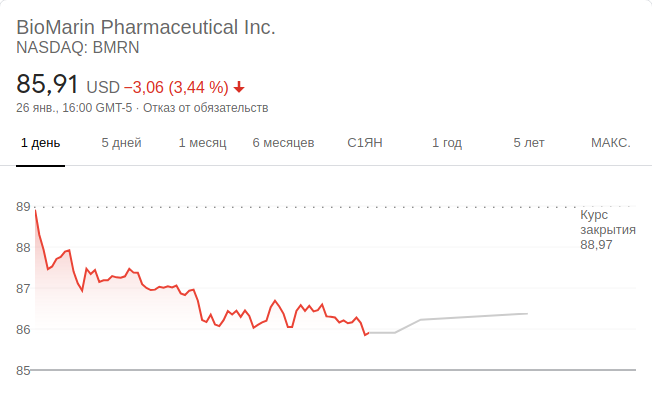 BioMarin Pharmaceutical Inc.
NASDAQ: BMRN
85,91 USD −3,06 (3,44 %)
26 янв., 16:00 GMT-5 · Отказ от обязательств
1 день 5 дней 1 месяц 6 месяцев С1ЯН 1 год 5 лет МАКС.
89
Курс
закрытия
88,97
88
87
86
85